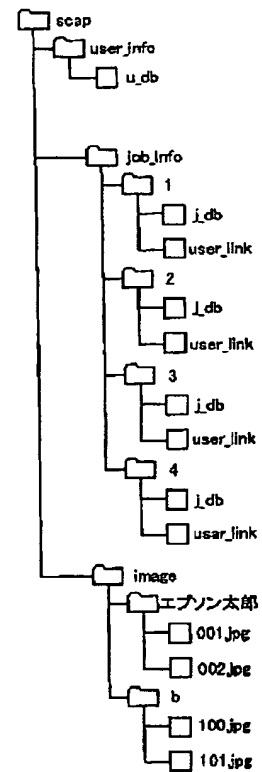 scap
user_info
u_db
job_info
1
j_db
user_link
2
j_db
user_link
3
j_db
user_link
4
j_db
usar_link
image
エプソン太郎
001.jpg
002.jpg
b
100.jpg
101.jpg